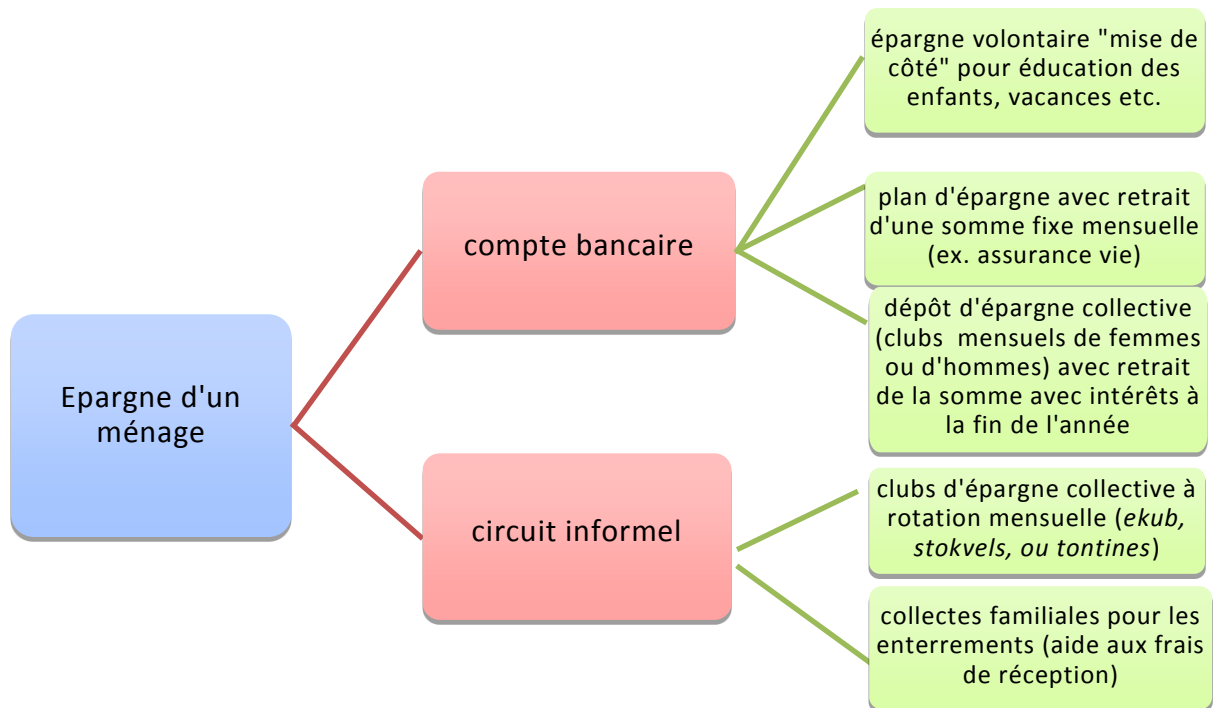 épargne volontaire "mise de
côté" pour éducation des
enfants, vacances etc.
compte bancaire
plan d'épargne avec retrait
d'une somme fixe mensuelle
(ex. assurance vie)
dépôt d'épargne collective
(clubs mensuels de femmes
ou d'hommes) avec retrait
de la somme avec intérêts à
la fin de l'année
Epargne d'un
ménage
circuit informel
clubs d'épargne collective à
rotation mensuelle (ekub,
stokvels, ou tontines)
collectes familiales pour les
enterrements (aide aux frais
de réception)